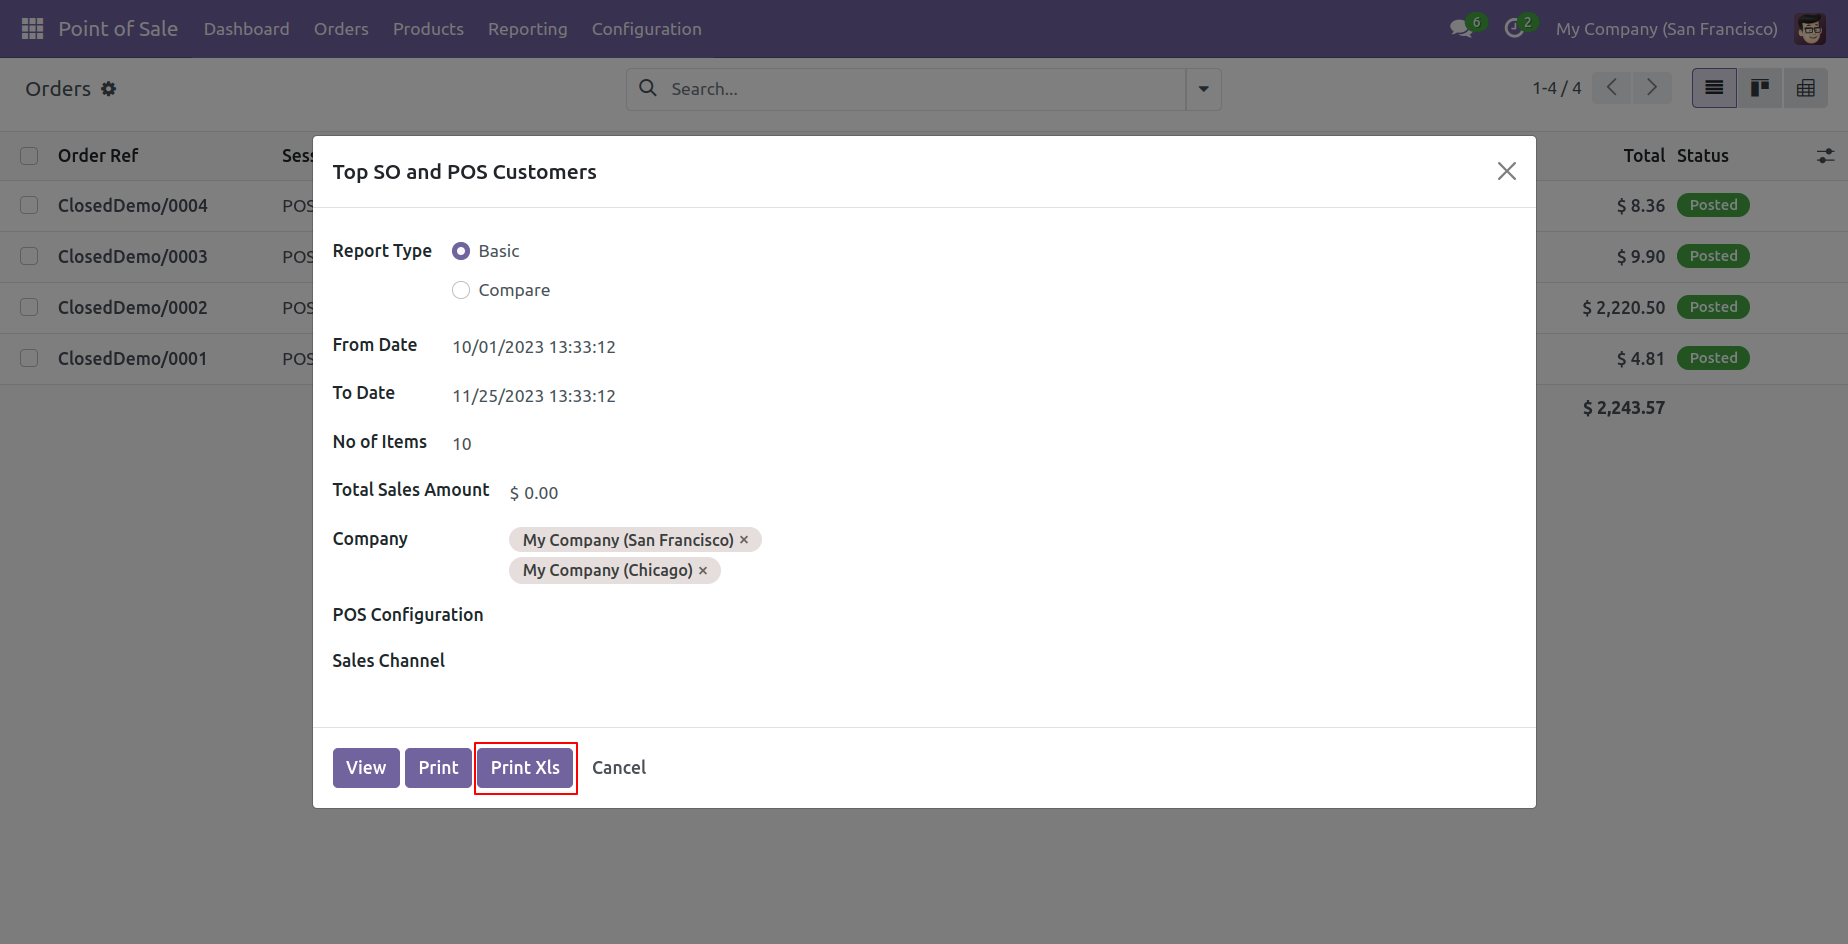 Point of Sale Dashboard Orders Products Reporting Configuration 6 2 My Company (San Francisco)
Orders Search... 1-4 / 4
Order Ref Total Status
ClosedDemo/0004 POS $ 8.36 Posted
ClosedDemo/0003 POS $ 9.90 Posted
ClosedDemo/0002 POS $ 2,220.50 Posted
ClosedDemo/0001 POS $ 4.81 Posted
$ 2,243.57
Top SO and POS Customers
Report Type Basic
Compare
From Date 10/01/2023 13:33:12
To Date 11/25/2023 13:33:12
No of Items 10
Total Sales Amount $ 0.00
Company My Company (San Francisco) ×
My Company (Chicago) ×
POS Configuration
Sales Channel
View Print Print Xls Cancel